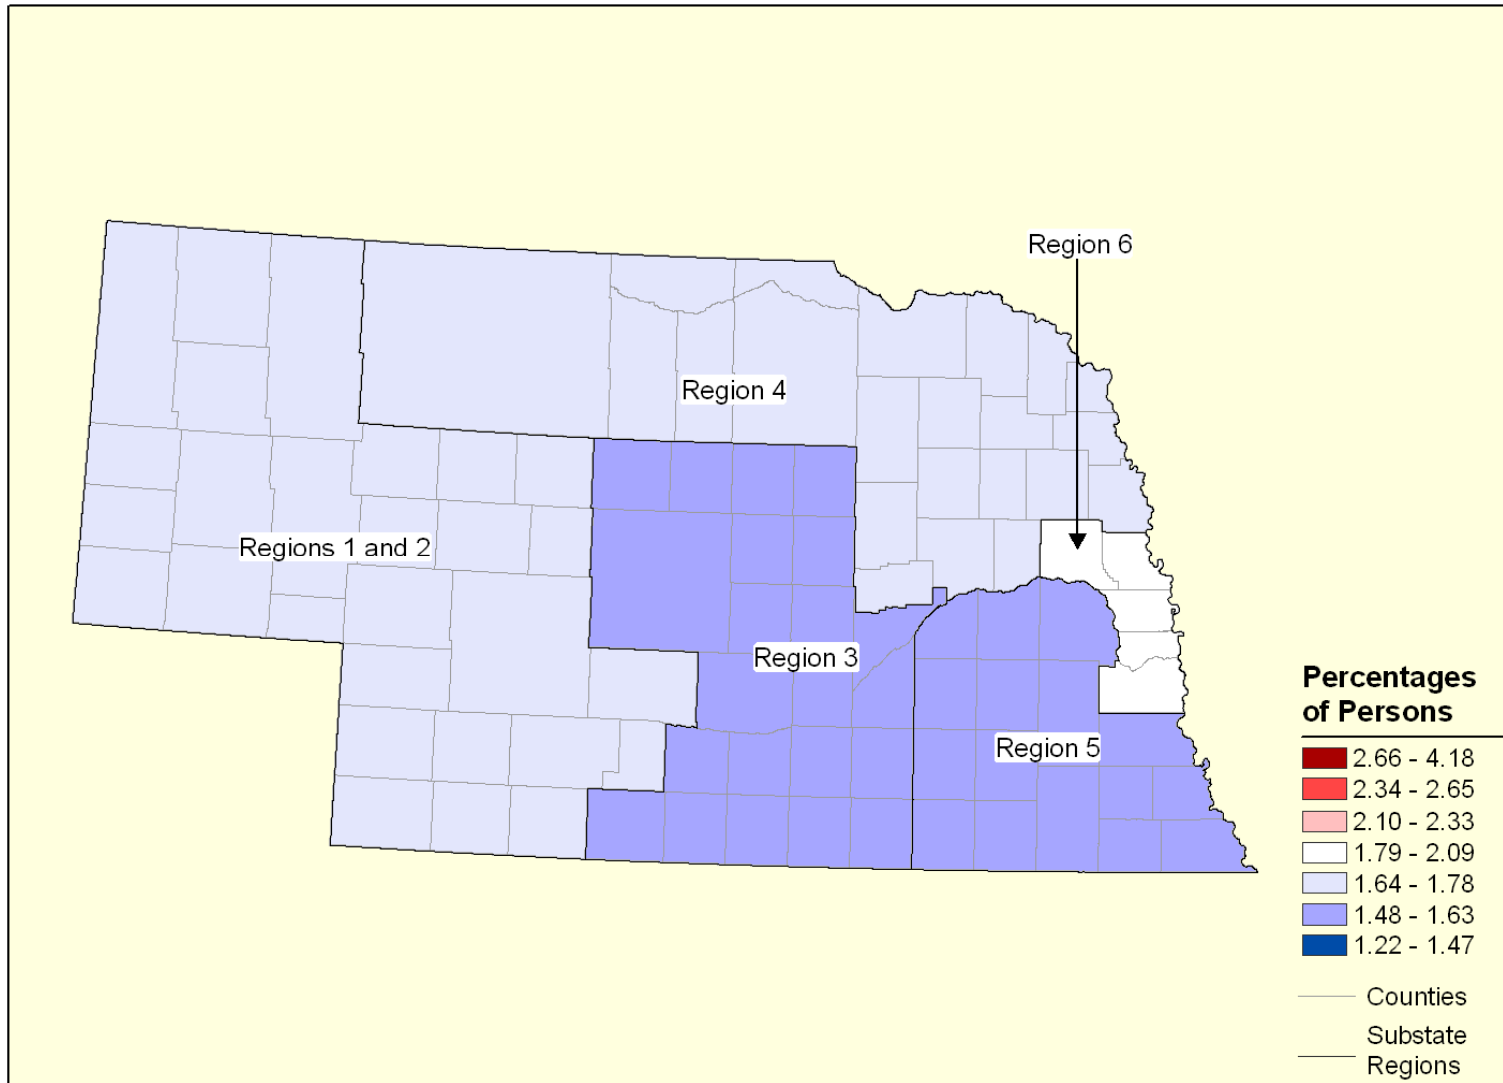 Region 6
Region 4
Regions 1 and 2
Region 3
Region 5
Percentages
of Persons
2.66 - 4.18
2.34 - 2.65
2.10 - 2.33
1.79 - 2.09
1.64 - 1.78
1.48 - 1.63
1.22 - 1.47
Counties
Substate
Regions